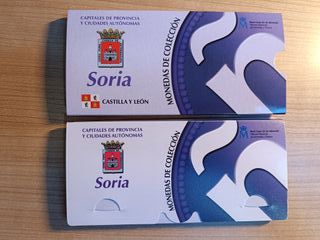 CAPITALES DE PROVINCIA
Y CIUDADES AUTÓNOMAS
Soria
CASTILLA Y LEÓN
MONEDAS DE COLECCIÓN
CAPITALES DE PROVINCIA
Y CIUDADES AUTÓNOMAS
Soria
MONEDAS DE COLECCIÓN